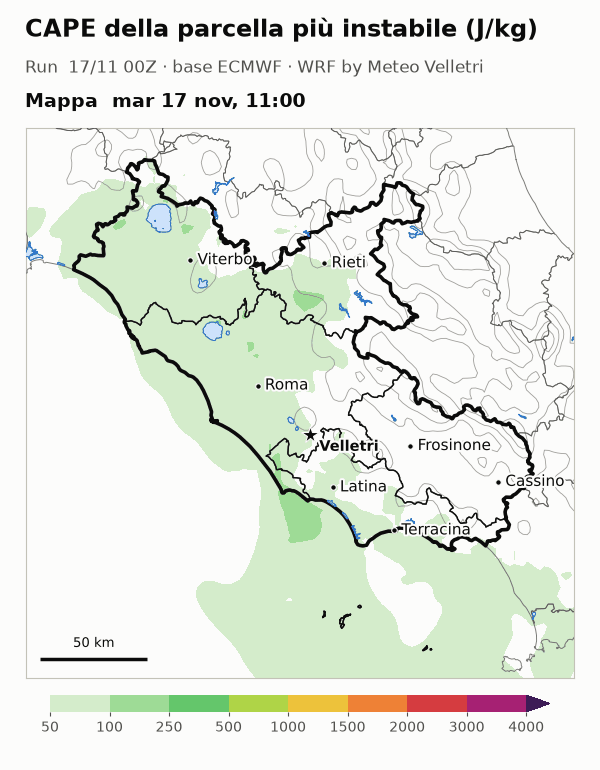 CAPE della parcella più instabile (J/kg)
Run  17/11 00Z · base ECMWF · WRF by Meteo Velletri
Mappa  mar 17 nov, 11:00
Viterbo
Rieti
Roma
Velletri
Frosinone
Latina
Cassino
Terracina
50 km
50 100 250 500 1000 1500 2000 3000 4000